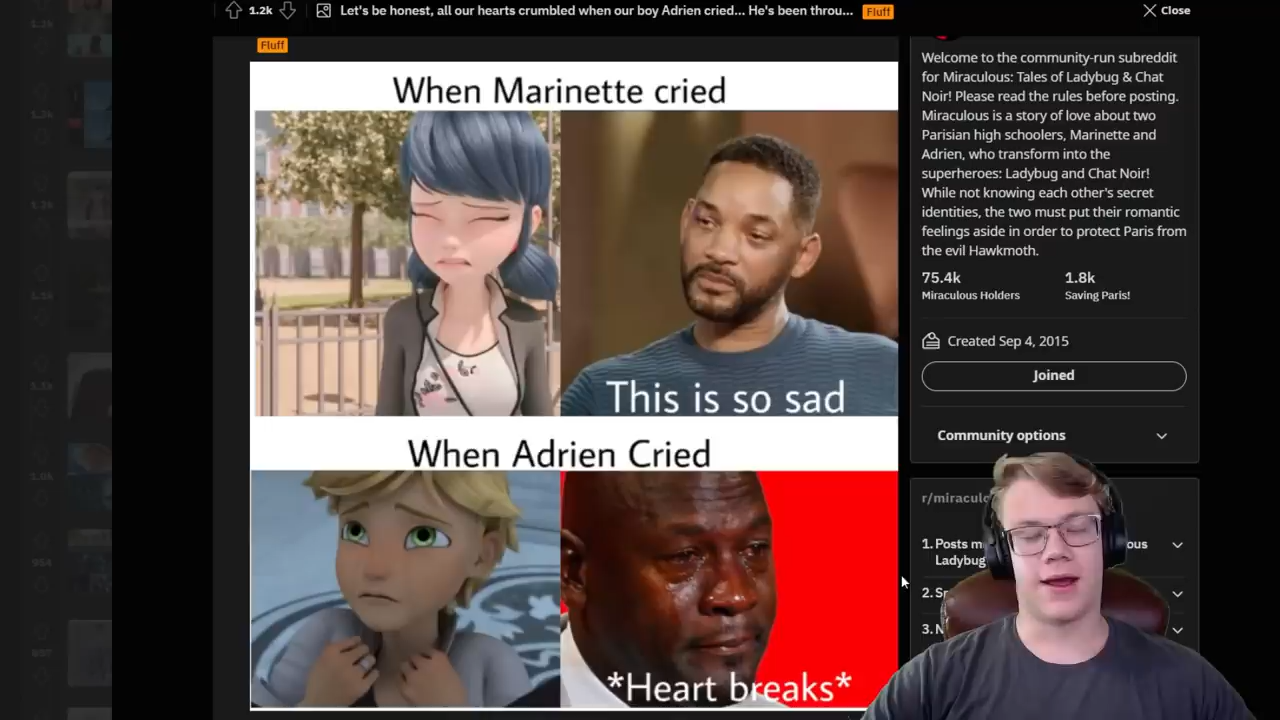 1.2k
Let's be honest, all our hearts crumbled when our boy Adrien cried... He's been throu...
Fluff
Close
Fluff
When Marinette cried
This is so sad
When Adrien Cried
*Heart breaks*
Welcome to the community-run subreddit
for Miraculous: Tales of Ladybug & Chat
Noir! Please read the rules before posting.
Miraculous is a story of love about two
Parisian high schoolers, Marinette and
Adrien, who transform into the
superheroes: Ladybug and Chat Noir!
While not knowing each other's secret
identities, the two must put their romantic
feelings aside in order to protect Paris from
the evil Hawkmoth.
75.4k
1.8k
Miraculous Holders
Saving Paris!
Created Sep 4, 2015
Joined
Community options
1.
Ladybug
2.
3.